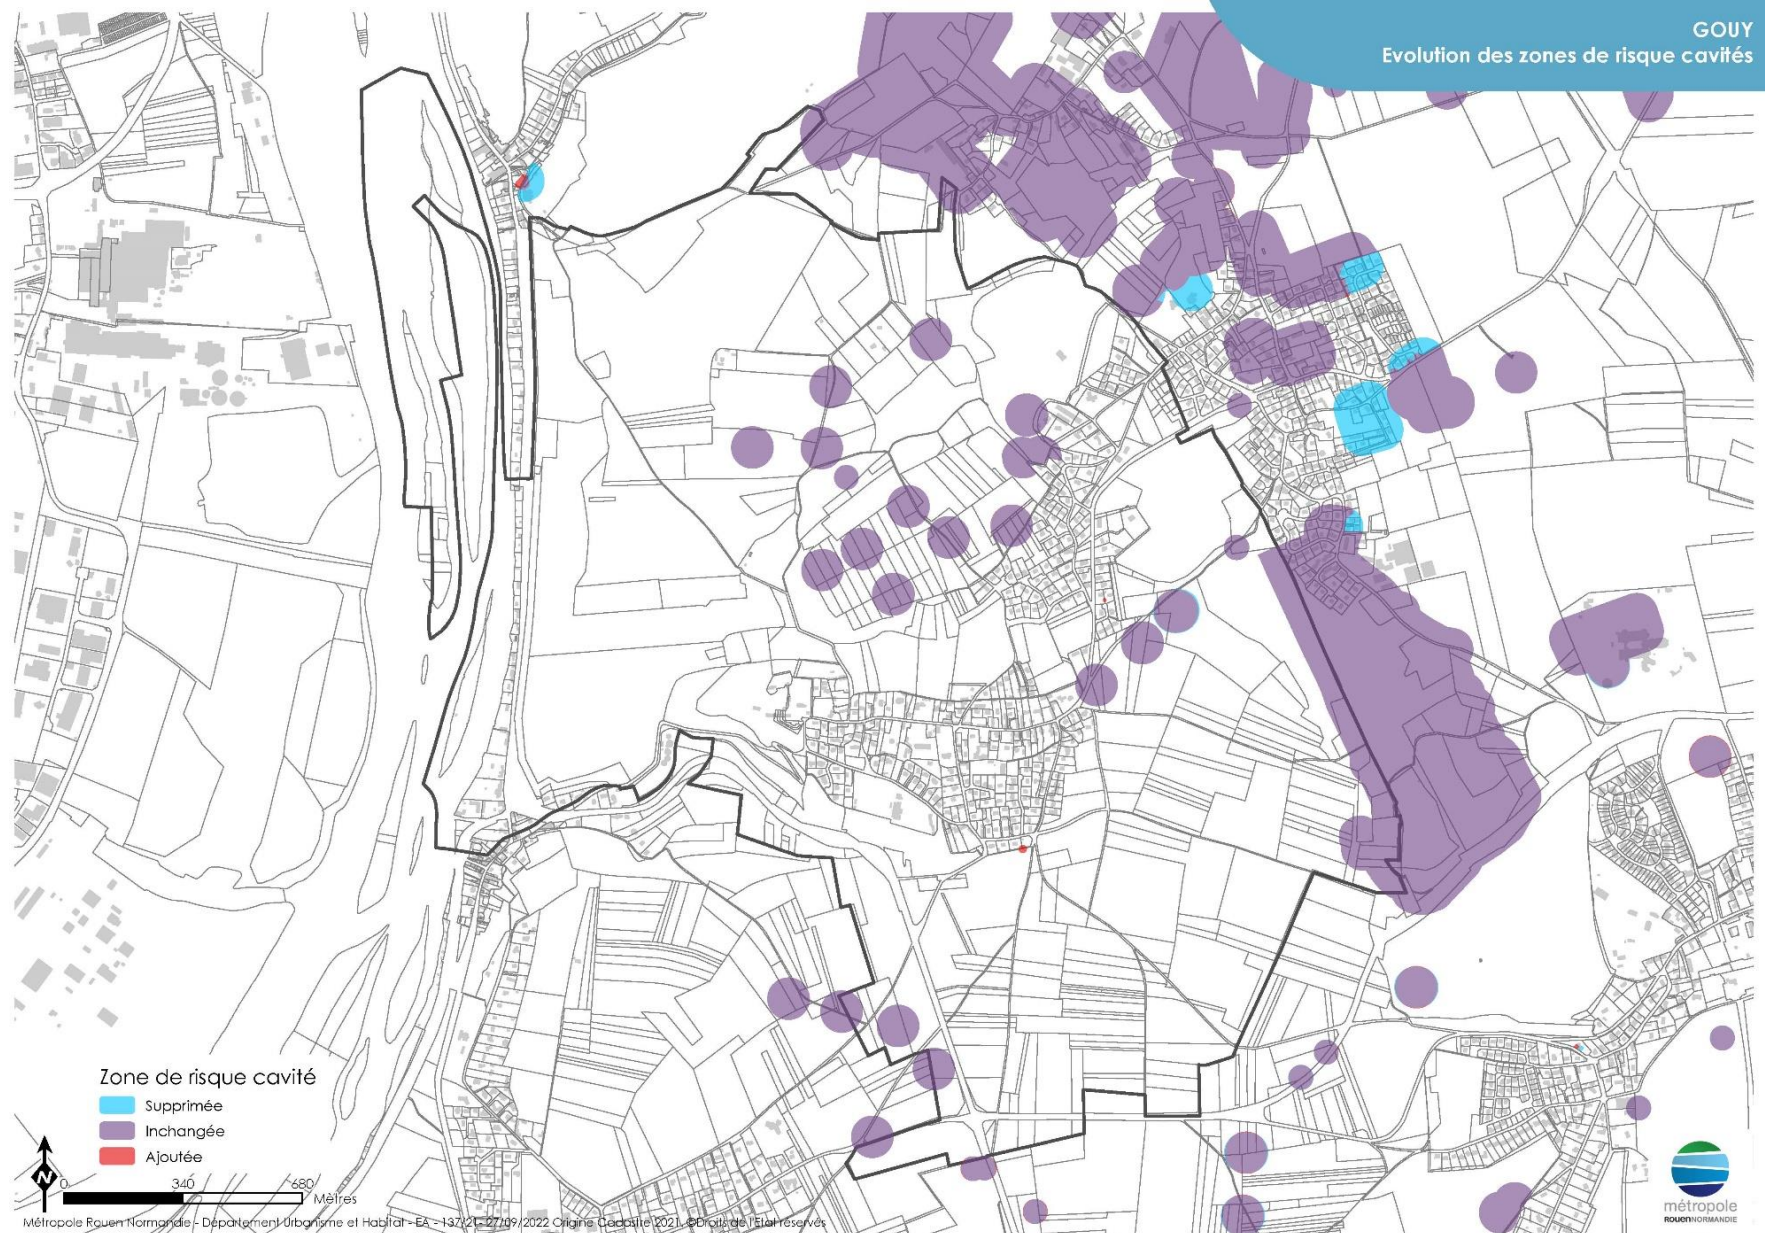 GOUY
Evolution des zones de risque cavités
Zone de risque cavité
Supprimée
Inchangée
Ajoutée
N
0 340 680
Mètres
Métropole Rouen Normandie - Département Urbanisme et Habitat - EA - 137/21- 27/09/2022 Origine Cadastre 2021, ©Droits de l'Etat réservés
métropole
ROUENNORMANDIE